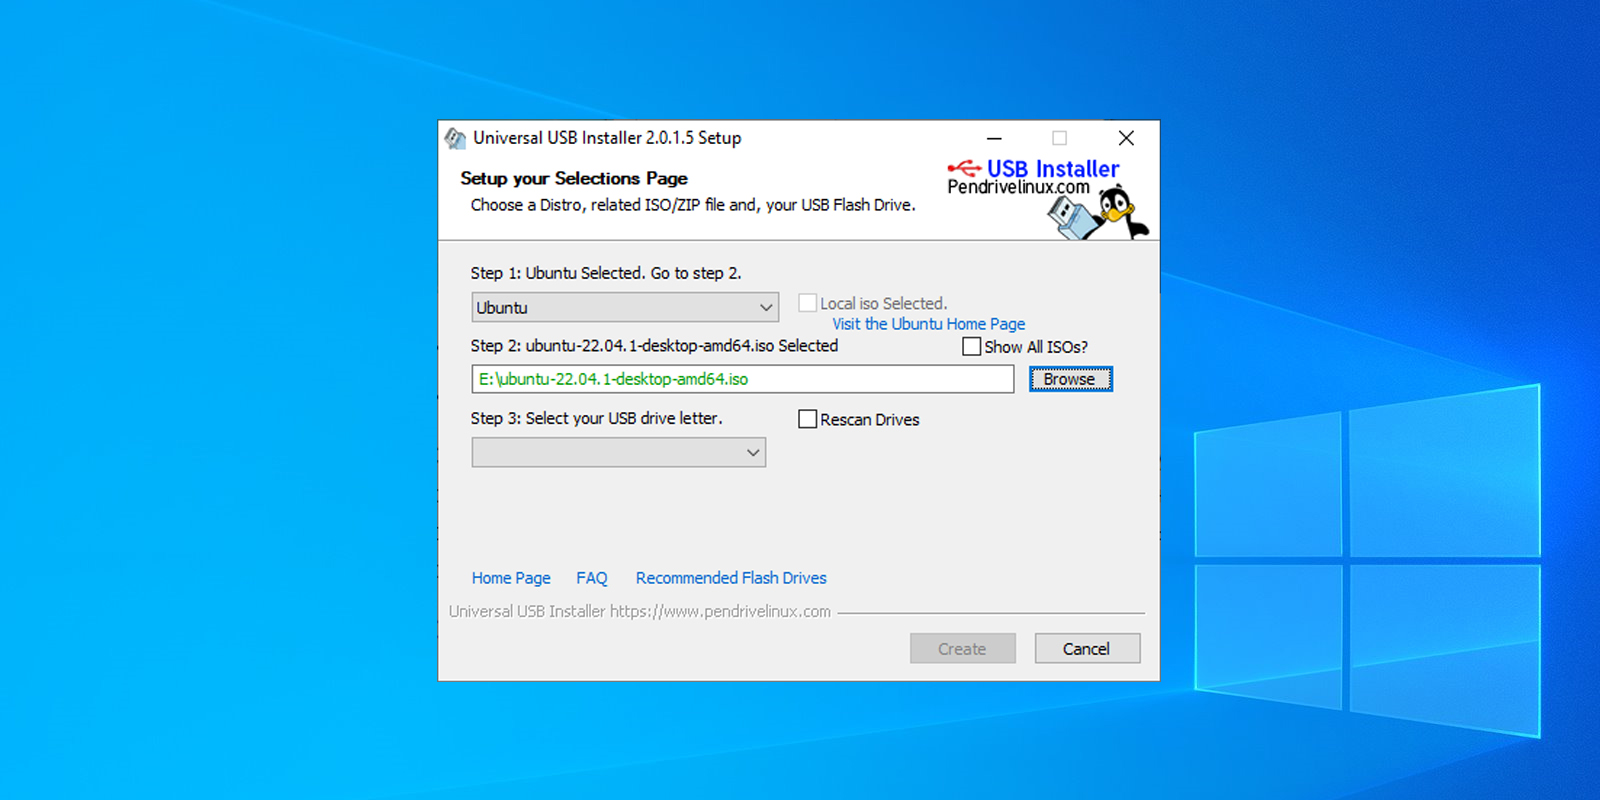 Universal USB Installer 2.0.1.5 Setup
Setup your Selections Page
Choose a Distro, related ISO/ZIP file and, your USB Flash Drive.
USB Installer
Pendrivelinux.com
Step 1: Ubuntu Selected. Go to step 2.
Ubuntu
Local iso Selected.
Visit the Ubuntu Home Page
Step 2: ubuntu-22.04.1-desktop-amd64.iso Selected
Show All ISOs?
E:\ubuntu-22.04.1-desktop-amd64.iso
Browse
Step 3: Select your USB drive letter.
Rescan Drives
Home Page FAQ Recommended Flash Drives
Universal USB Installer https://www.pendrivelinux.com
Create Cancel